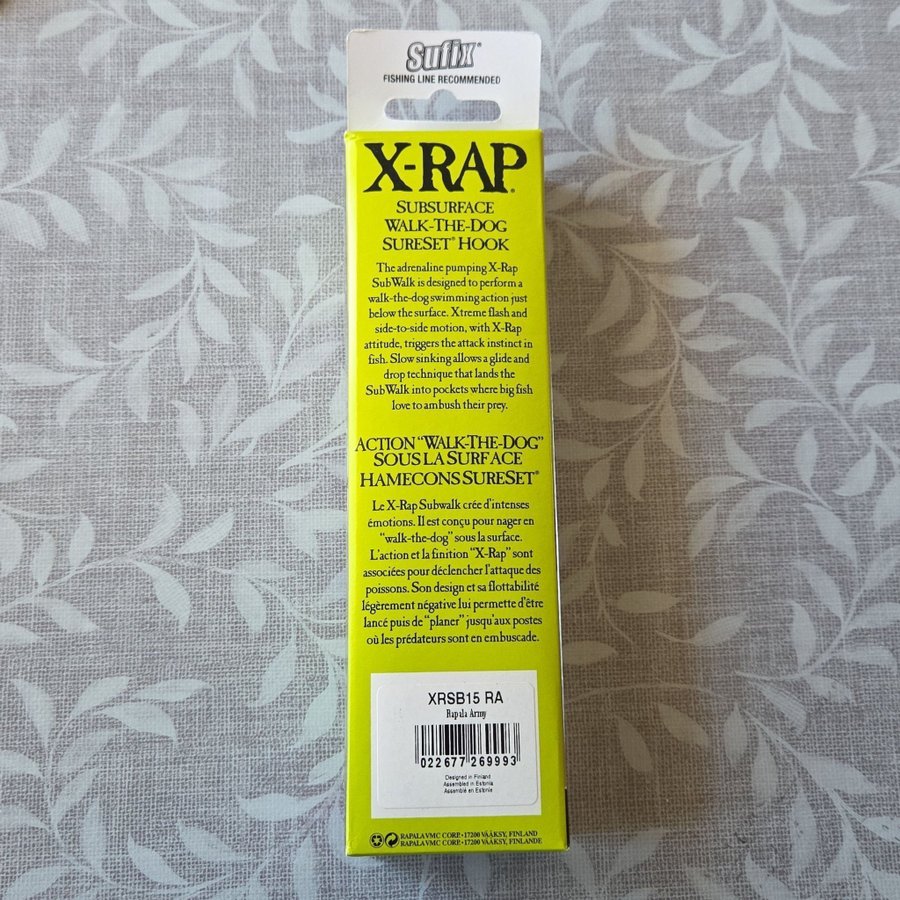 Sufix®
FISHING LINE RECOMMENDED
X-RAP®
SUBSURFACE
WALK-THE-DOG
SURESET® HOOK
The adrenaline pumping X-Rap
SubWalk is designed to perform a
walk-the-dog swimming action just
below the surface. Xtreme flash and
side-to-side motion, with X-Rap
attitude, triggers the attack instinct in
fish. Slow sinking allows a glide and
drop technique that lands the
SubWalk into pockets where big fish
love to ambush their prey.
ACTION “WALK-THE-DOG”
SOUS LA SURFACE
HAMECONS SURESET®
Le X-Rap Subwalk crée d'intenses
émotions. Il est conçu pour nager en
“walk-the-dog” sous la surface.
L'action et la finition “X-Rap” sont
associées pour déclencher l'attaque des
poissons. Son design et sa flottabilité
légèrement négative lui permette d'être
lancé puis de “planer” jusqu'aux postes
où les prédateurs sont en embuscade.
XRSB15 RA
Rapala Army
022677 269993
Designed in Finland
Assembled in Estonia
Assemblé en Estonie
RAPALA VMC CORP. · 17200 VÄÄKSY, FINLAND
RAPALA VMC CORP. · 17200 VÄÄKSY, FINLANDE